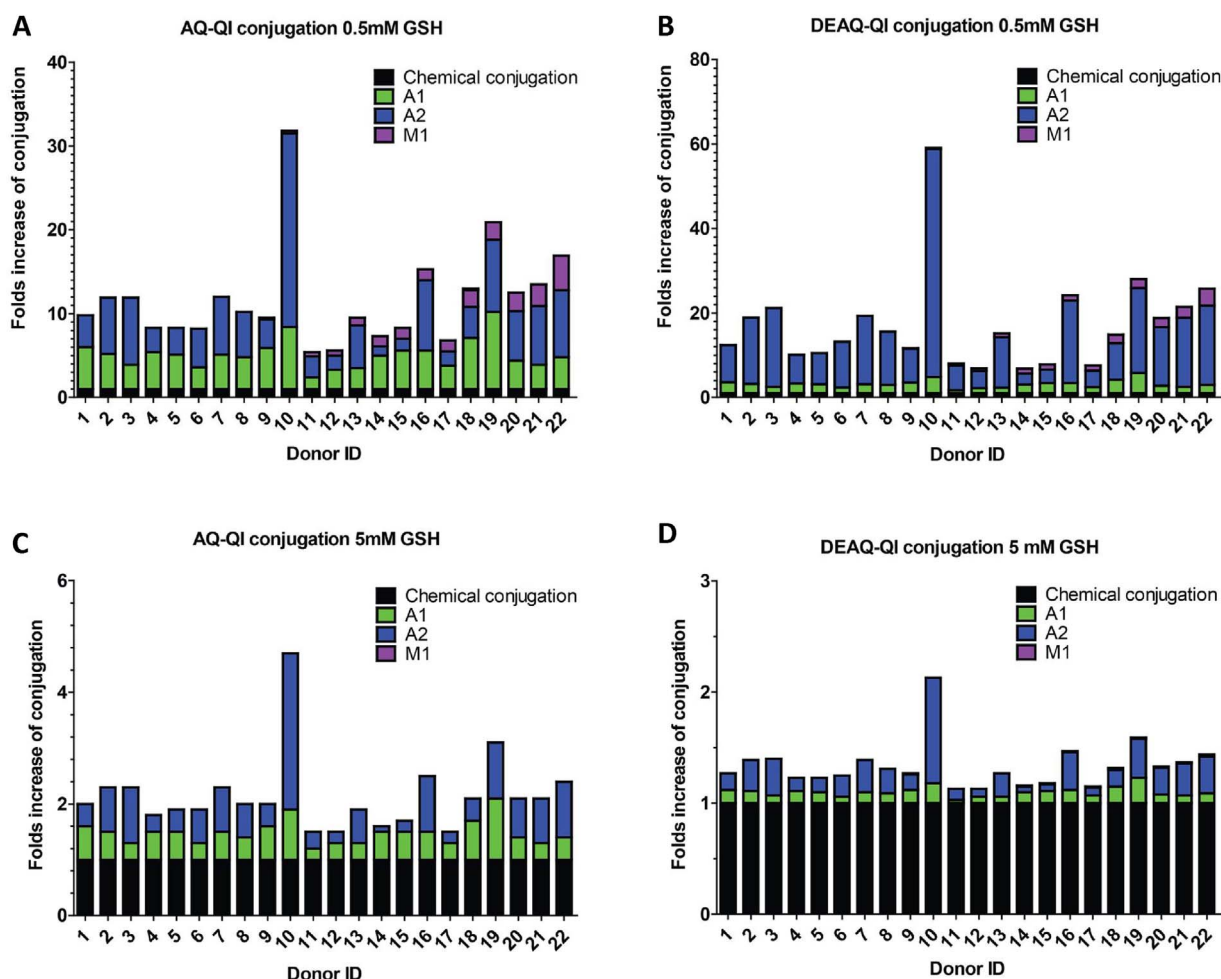 A
AQ-QI conjugation 0.5mM GSH
Folds increase of conjugation
40
30
20
10
0
Chemical conjugation
A1
A2
M1
1 2 3 4 5 6 7 8 9 10 11 12 13 14 15 16 17 18 19 20 21 22
Donor ID
B
DEAQ-QI conjugation 0.5mM GSH
Folds increase of conjugation
80
60
40
20
0
Chemical conjugation
A1
A2
M1
1 2 3 4 5 6 7 8 9 10 11 12 13 14 15 16 17 18 19 20 21 22
Donor ID
C
AQ-QI conjugation 5mM GSH
Folds increase of conjugation
6
4
2
0
Chemical conjugation
A1
A2
M1
1 2 3 4 5 6 7 8 9 10 11 12 13 14 15 16 17 18 19 20 21 22
Donor ID
D
DEAQ-QI conjugation 5 mM GSH
Folds increase of conjugation
3
2
1
0
Chemical conjugation
A1
A2
M1
1 2 3 4 5 6 7 8 9 10 11 12 13 14 15 16 17 18 19 20 21 22
Donor ID